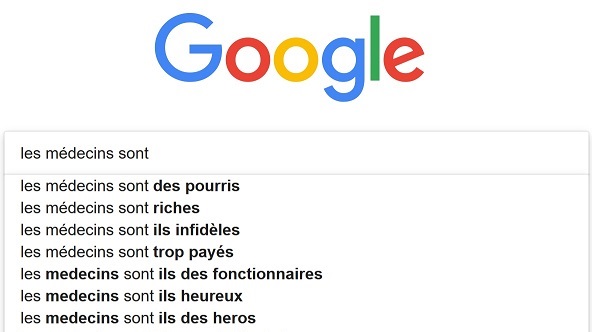 Google
les médecins sont
les médecins sont des pourris
les médecins sont riches
les médecins sont ils infidèles
les médecins sont trop payés
les medecins sont ils des fonctionnaires
les medecins sont ils heureux
les medecins sont ils des heros